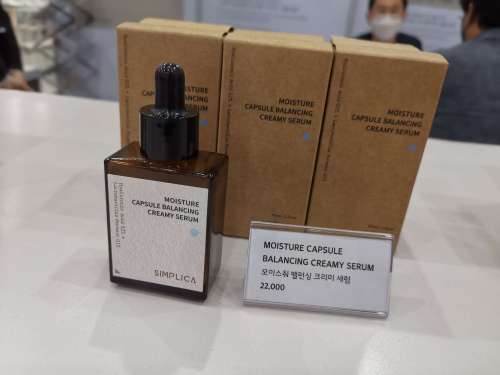 MOISTURE
CAPSULE BALANCING
CREAMY SERUM
MOISTURE
CAPSULE BALANCING
CREAMY SERUM
MOISTURE
CAPSULE BALANCING
CREAMY SERUM
MOISTURE
CAPSULE BALANCING
CREAMY SERUM
SIMPLICA
MOISTURE CAPSULE
BALANCING CREAMY SERUM
모이스춰 밸런싱 크리미 세럼
22,000